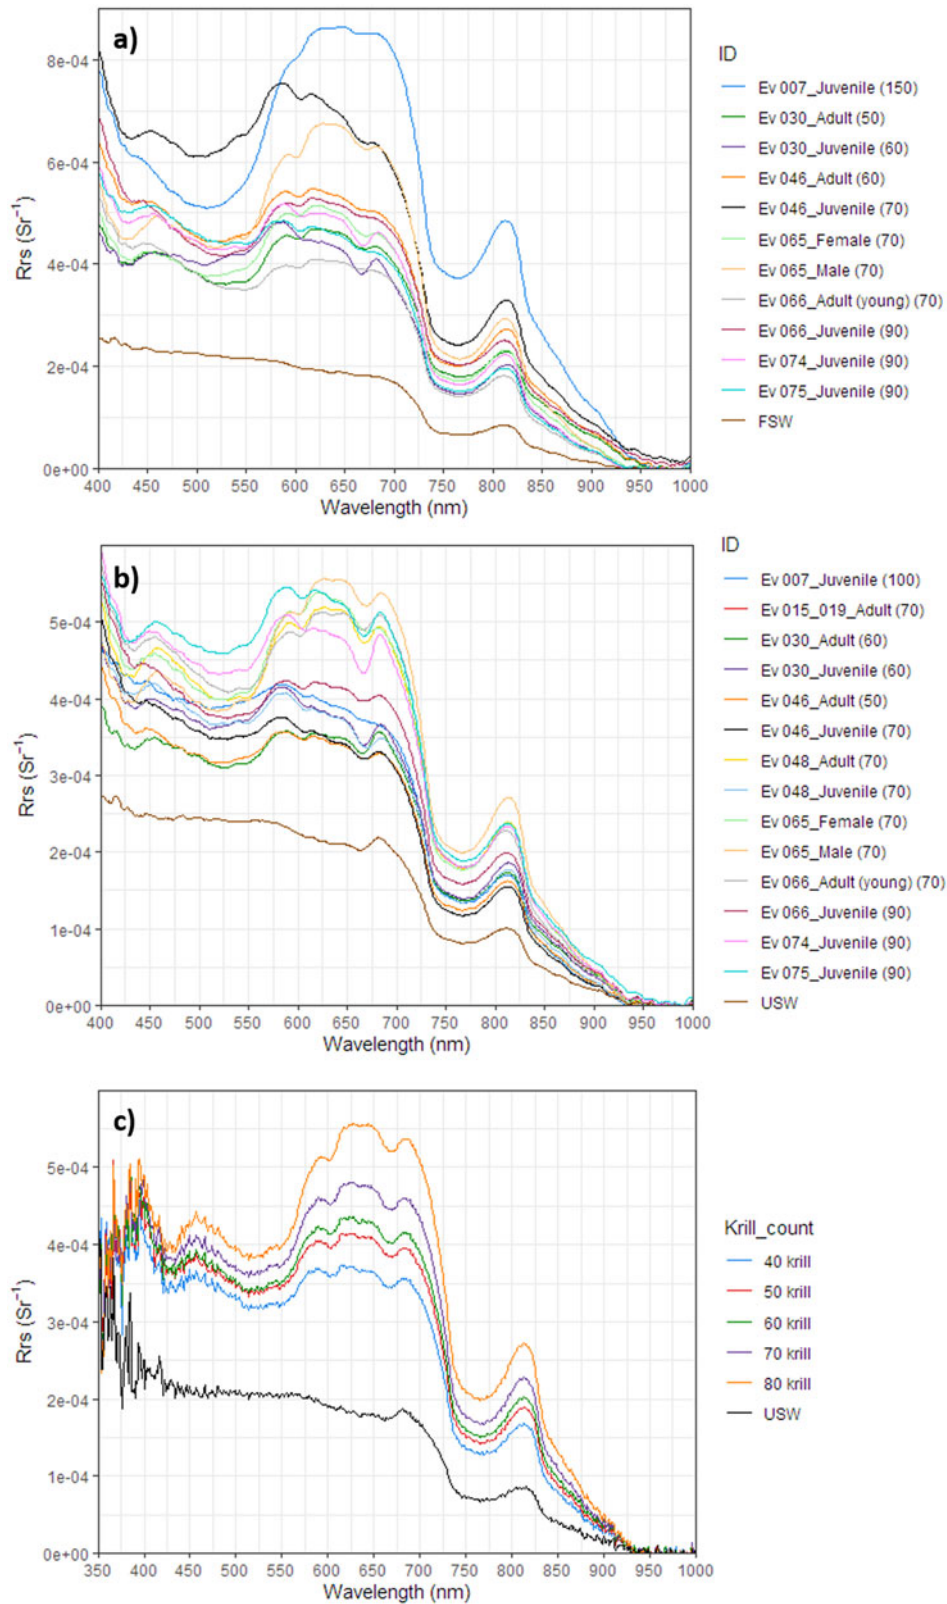 a)
Rrs (Sr⁻¹)
8e-04
6e-04
4e-04
2e-04
0e+00
400 450 500 550 600 650 700 750 800 850 900 950 1000
Wavelength (nm)
ID
Ev 007_Juvenile (150)
Ev 030_Adult (50)
Ev 030_Juvenile (60)
Ev 046_Adult (60)
Ev 046_Juvenile (70)
Ev 065_Female (70)
Ev 065_Male (70)
Ev 066_Adult (young) (70)
Ev 066_Juvenile (90)
Ev 074_Juvenile (90)
Ev 075_Juvenile (90)
FSW
b)
Rrs (Sr⁻¹)
5e-04
4e-04
3e-04
2e-04
1e-04
0e+00
400 450 500 550 600 650 700 750 800 850 900 950 1000
Wavelength (nm)
ID
Ev 007_Juvenile (100)
Ev 015_019_Adult (70)
Ev 030_Adult (60)
Ev 030_Juvenile (60)
Ev 046_Adult (50)
Ev 046_Juvenile (70)
Ev 048_Adult (70)
Ev 048_Juvenile (70)
Ev 065_Female (70)
Ev 065_Male (70)
Ev 066_Adult (young) (70)
Ev 066_Juvenile (90)
Ev 074_Juvenile (90)
Ev 075_Juvenile (90)
USW
c)
Rrs (Sr⁻¹)
5e-04
4e-04
3e-04
2e-04
1e-04
0e+00
350 400 450 500 550 600 650 700 750 800 850 900 950 1000
Wavelength (nm)
Krill_count
40 krill
50 krill
60 krill
70 krill
80 krill
USW